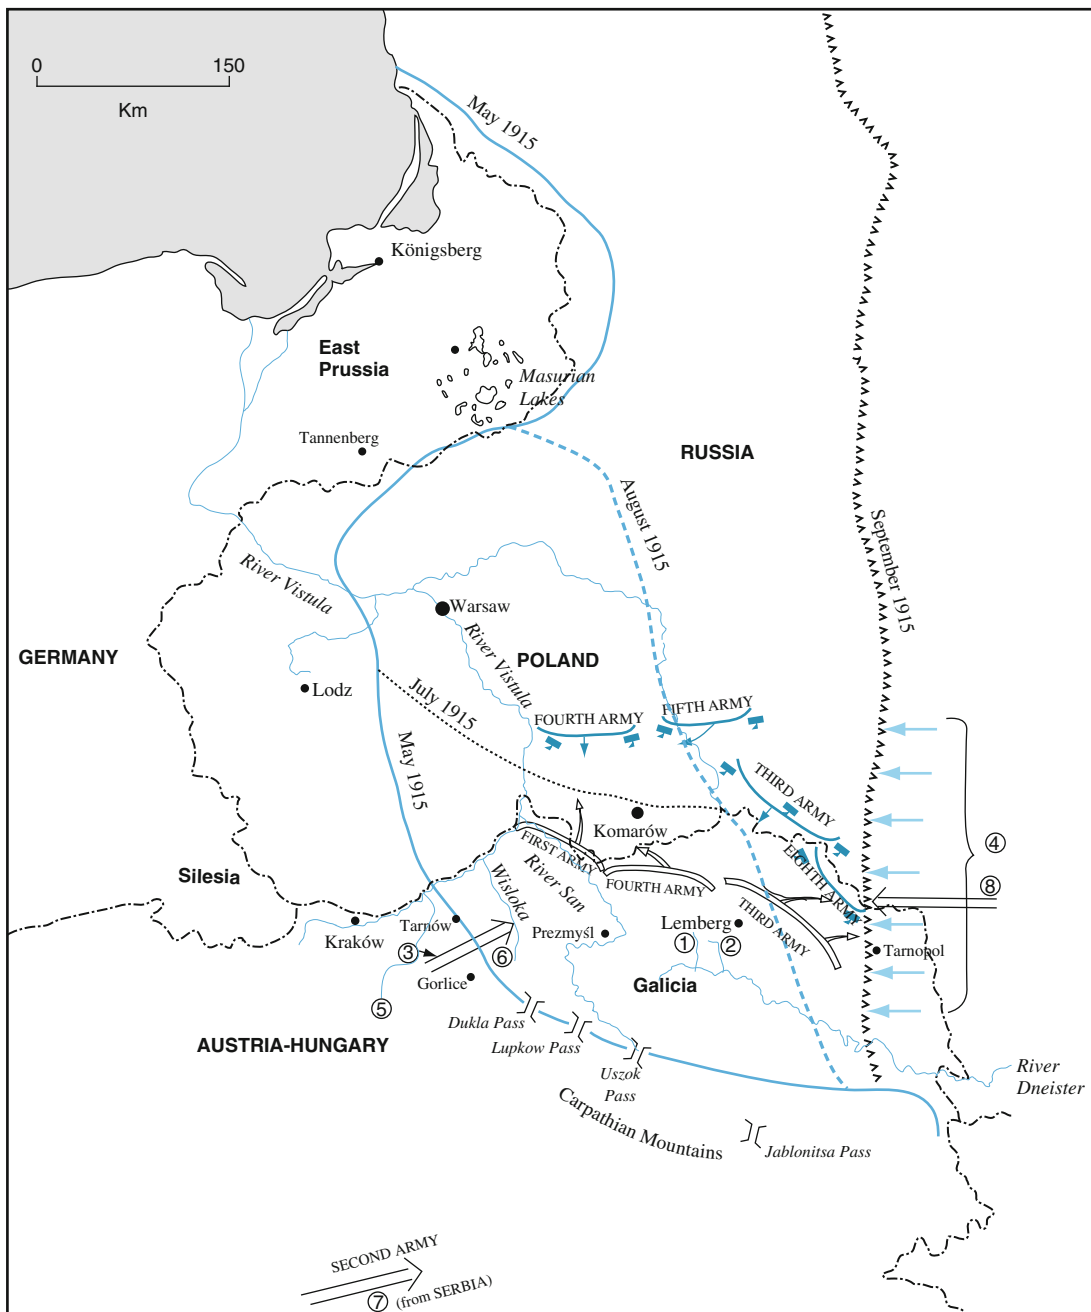 0
150
Km
May 1915
Königsberg
East
Prussia
Masurian
Lakes
Tannenberg
RUSSIA
August 1915
September 1915
River Vistula
Warsaw
River Vistula
POLAND
GERMANY
Lodz
July 1915
May 1915
FOURTH ARMY
FIFTH ARMY
THIRD ARMY
EIGHTH ARMY
Komarów
FIRST ARMY
FOURTH ARMY
THIRD ARMY
④
⑧
Silesia
Wisloka
River San
Kraków
Tarnów
Prezmyśl
Lemberg
①
②
Tarnopol
③
⑥
Gorlice
⑤
Galicia
AUSTRIA-HUNGARY
Dukla Pass
Lupkow Pass
Uszok
Pass
River
Dneister
Carpathian Mountains
Jablonitsa Pass
SECOND ARMY
⑦ (from SERBIA)